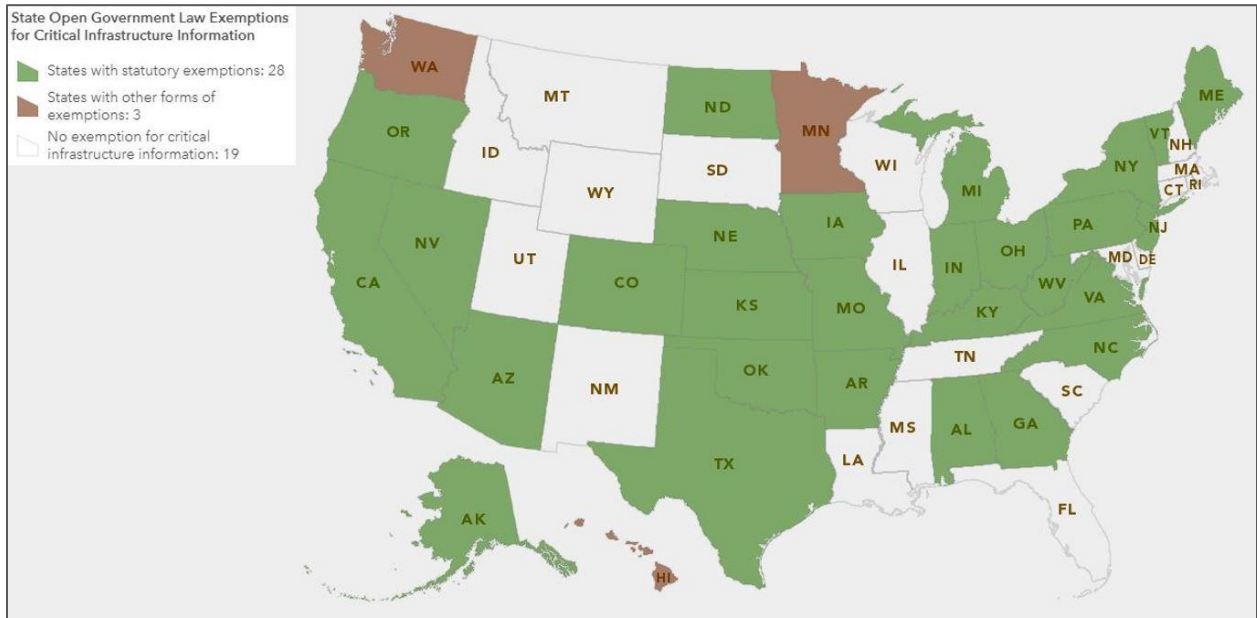 State Open Government Law Exemptions
for Critical Infrastructure Information
States with statutory exemptions: 28
States with other forms of
exemptions: 3
No exemption for critical
infrastructure information: 19
WA
MT
ND
MN
ME
OR
ID
SD
WI
MI
NY
VT
NH
MA
CT
RI
WY
NV
UT
NE
IA
IL
IN
OH
PA
NJ
MD
DE
CA
CO
KS
MO
KY
WV
VA
AZ
NM
OK
AR
TN
NC
SC
TX
LA
MS
AL
GA
FL
AK
HI